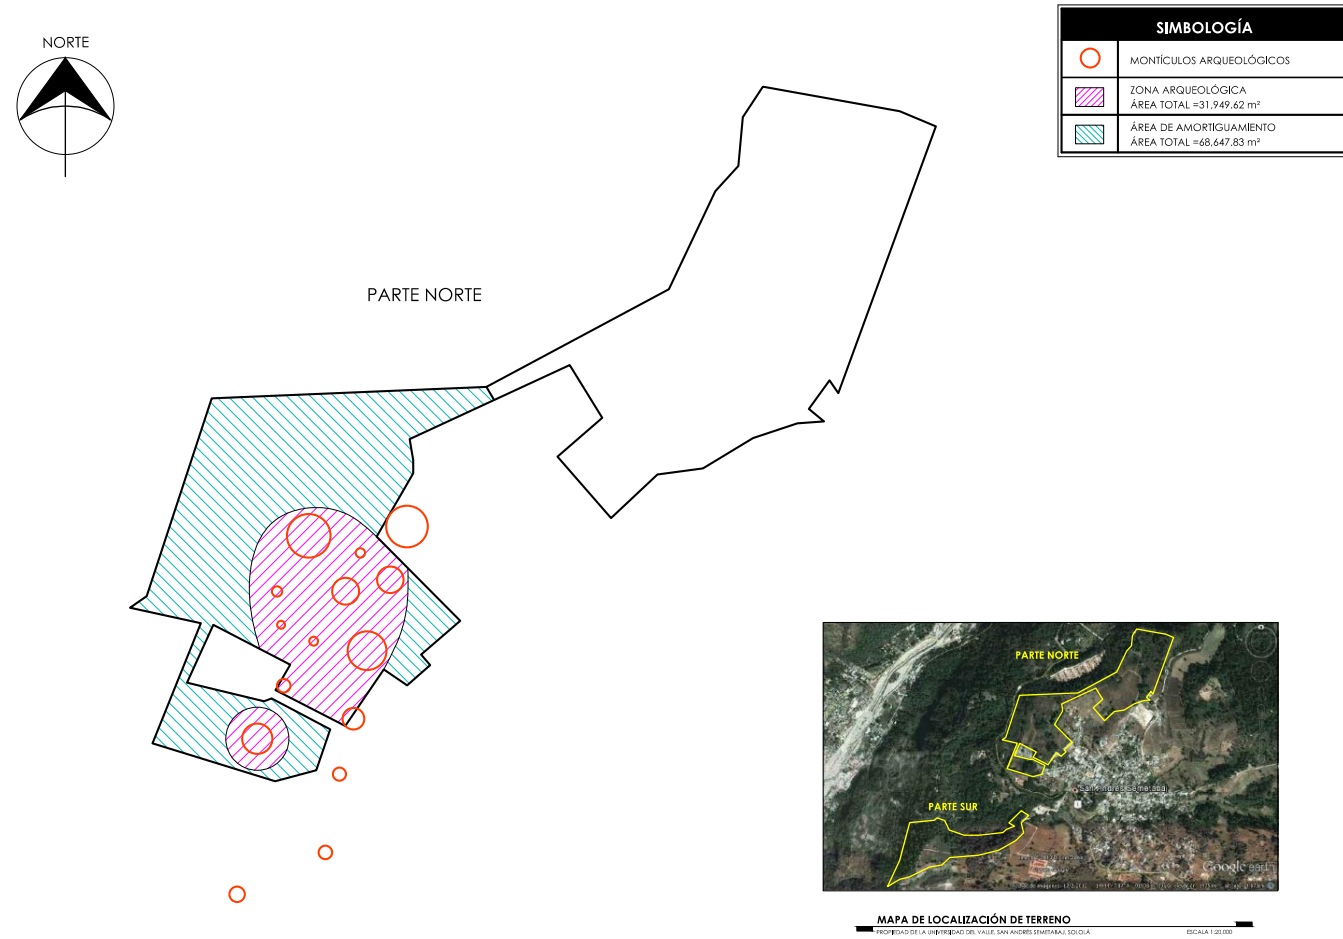 NORTE
SIMBOLOGÍA
MONTÍCULOS ARQUEOLÓGICOS
ZONA ARQUEOLÓGICA
ÁREA TOTAL =31,949.62 m²
ÁREA DE AMORTIGUAMIENTO
ÁREA TOTAL =68,647.83 m²
PARTE NORTE
PARTE NORTE
San Andres Semetabaj
PARTE SUR
Google earth
MAPA DE LOCALIZACIÓN DE TERRENO
PROPIEDAD DE LA UNIVERSIDAD DEL VALLE, SAN ANDRÉS SEMETABAJ, SOLOLÁ
ESCALA 1:20,000